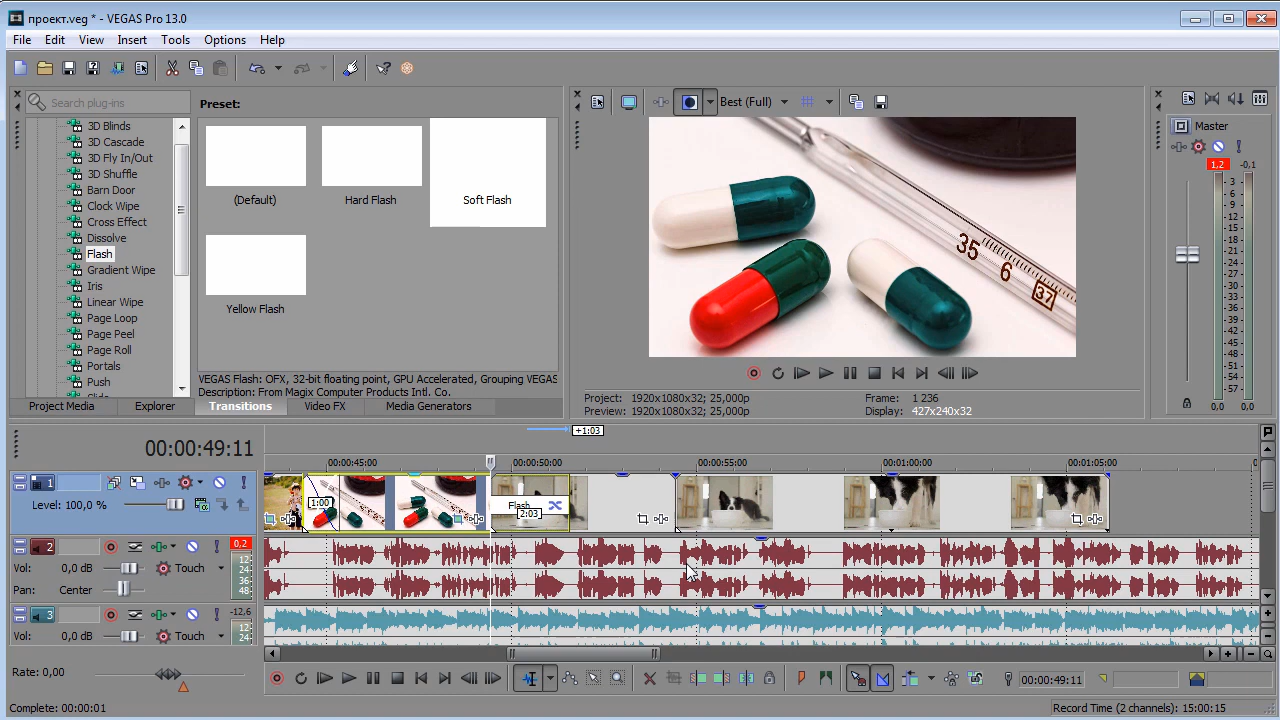 проект.veg * - VEGAS Pro 13.0
File Edit View Insert Tools Options Help
Search plug-ins
3D Blinds
3D Cascade
3D Fly In/Out
3D Shuffle
Barn Door
Clock Wipe
Cross Effect
Dissolve
Flash
Gradient Wipe
Iris
Linear Wipe
Page Loop
Page Peel
Page Roll
Portals
Push
Preset:
(Default) Hard Flash Soft Flash
Yellow Flash
VEGAS Flash: OFX, 32-bit floating point, GPU Accelerated, Grouping VEGAS
Description: From Magix Computer Products Intl. Co.
Project Media Explorer Transitions Video FX Media Generators
Best (Full)
35 6 37
Project: 1920x1080x32; 25,000p Frame: 1 236
Preview: 1920x1080x32; 25,000p Display: 427x240x32
Master
1,2 -0,1
3
6
9
12
15
18
21
24
27
30
33
36
39
42
45
48
51
54
57
0,0 0,0
+1:03
00:00:49:11
00:00:45:00 00:00:50:00 00:00:55:00 00:01:00:00 00:01:05:00
1
Level: 100,0 %
1:00 Flash 2:03
2 0,2
Vol: 0,0 dB Touch
Pan: Center
12
24
36
48
3 -12,6
Vol: 0,0 dB Touch
12
24
Rate: 0,00
00:00:49:11
Complete: 00:00:01 Record Time (2 channels): 15:00:15